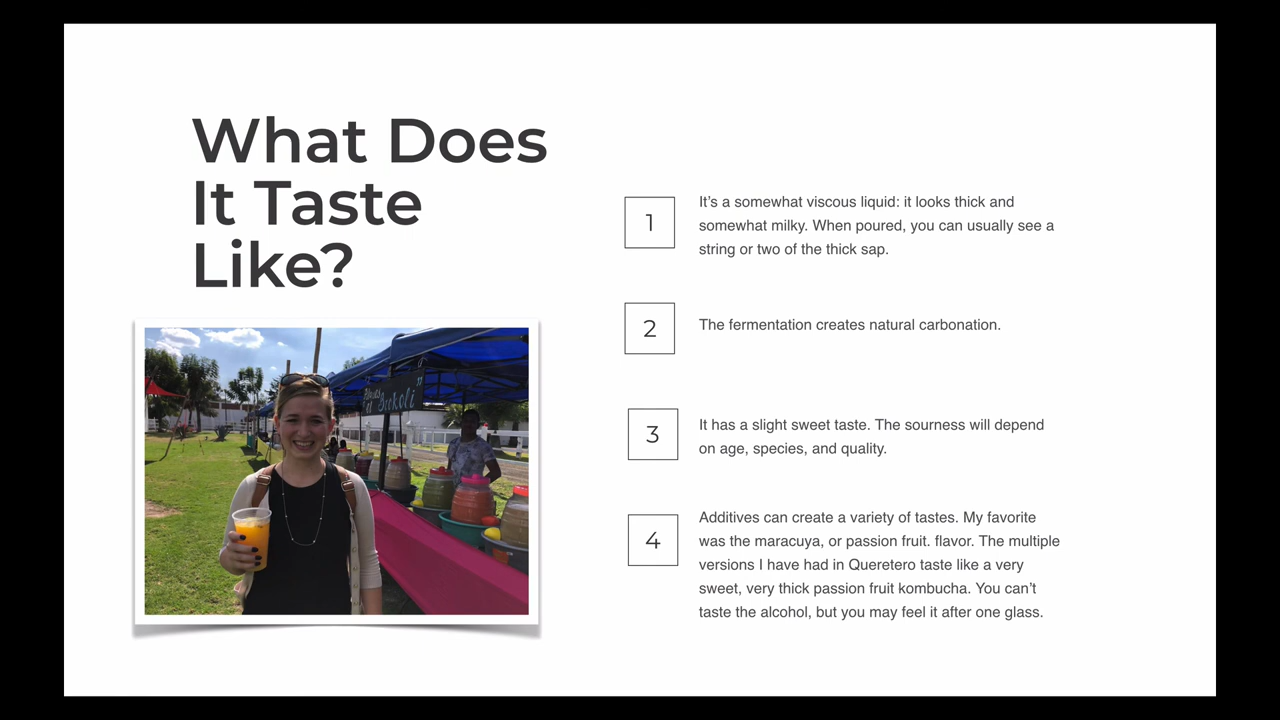 What Does
It Taste
Like?
1
It’s a somewhat viscous liquid: it looks thick and
somewhat milky. When poured, you can usually see a
string or two of the thick sap.
2
The fermentation creates natural carbonation.
3
It has a slight sweet taste. The sourness will depend
on age, species, and quality.
4
Additives can create a variety of tastes. My favorite
was the maracuya, or passion fruit. flavor. The multiple
versions I have had in Queretero taste like a very
sweet, very thick passion fruit kombucha. You can’t
taste the alcohol, but you may feel it after one glass.